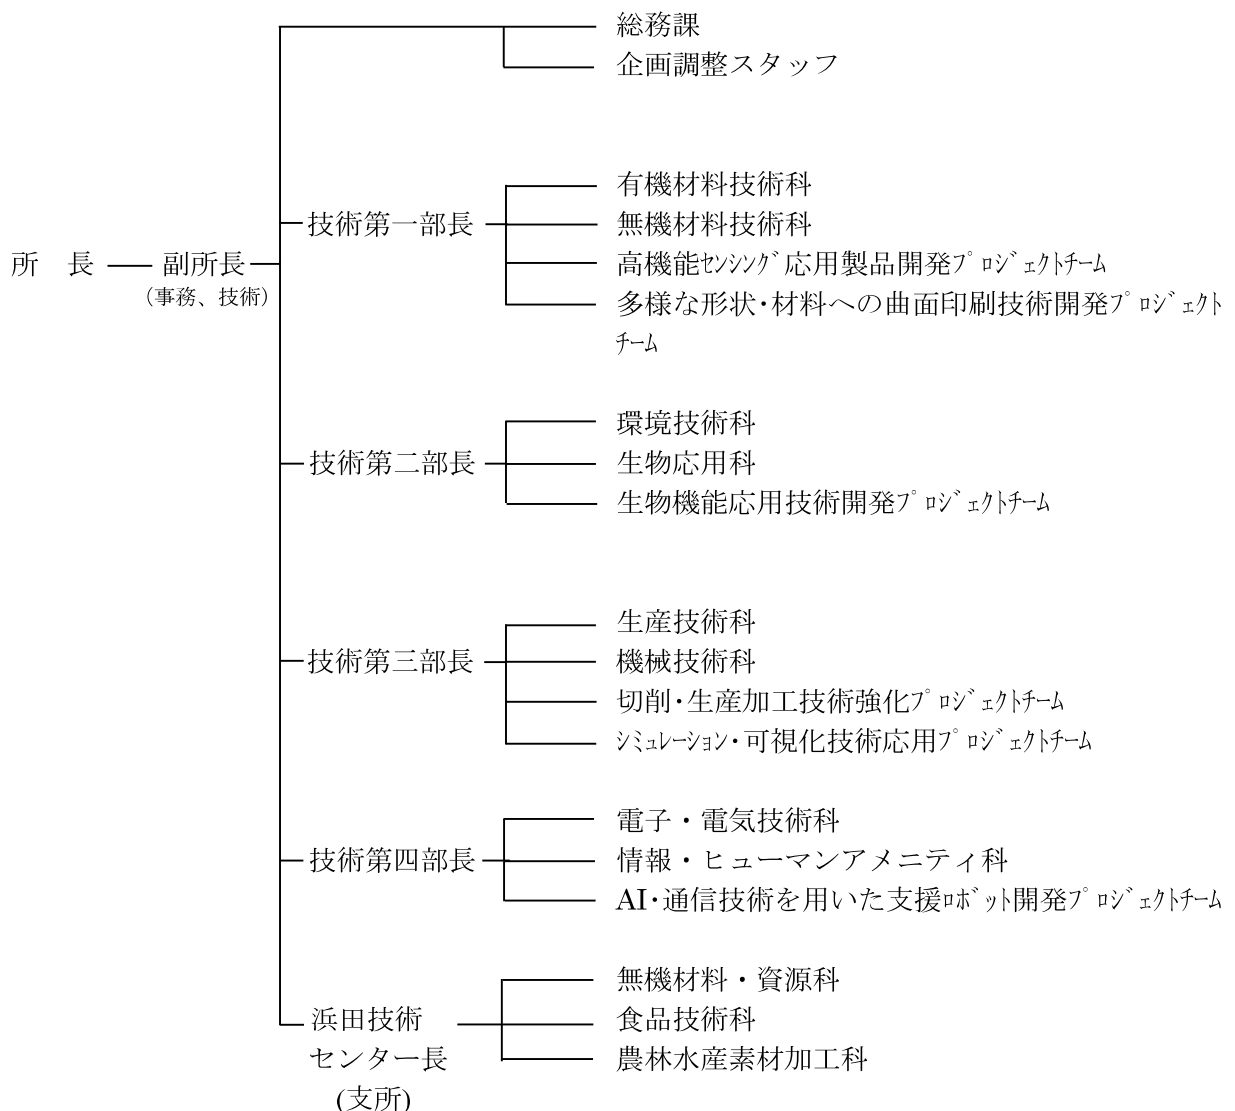 総務課
企画調整スタッフ
所　長
副所長
（事務、技術）
技術第一部長
有機材料技術科
無機材料技術科
高機能ｾﾝｼﾝｸﾞ応用製品開発ﾌﾟﾛｼﾞｪｸﾄﾁｰﾑ
多様な形状･材料への曲面印刷技術開発ﾌﾟﾛｼﾞｪｸﾄ
ﾁｰﾑ
技術第二部長
環境技術科
生物応用科
生物機能応用技術開発ﾌﾟﾛｼﾞｪｸﾄﾁｰﾑ
技術第三部長
生産技術科
機械技術科
切削･生産加工技術強化ﾌﾟﾛｼﾞｪｸﾄﾁｰﾑ
ｼﾐｭﾚｰｼｮﾝ･可視化技術応用ﾌﾟﾛｼﾞｪｸﾄﾁｰﾑ
技術第四部長
電子・電気技術科
情報・ヒューマンアメニティ科
AI･通信技術を用いた支援ﾛﾎﾞｯﾄ開発ﾌﾟﾛｼﾞｪｸﾄﾁｰﾑ
浜田技術
センター長
(支所)
無機材料・資源科
食品技術科
農林水産素材加工科